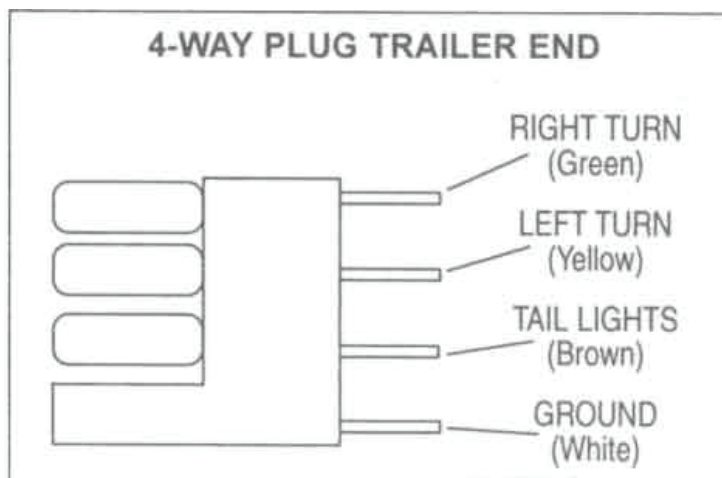 4-WAY PLUG TRAILER END
RIGHT TURN
(Green)
LEFT TURN
(Yellow)
TAIL LIGHTS
(Brown)
GROUND
(White)